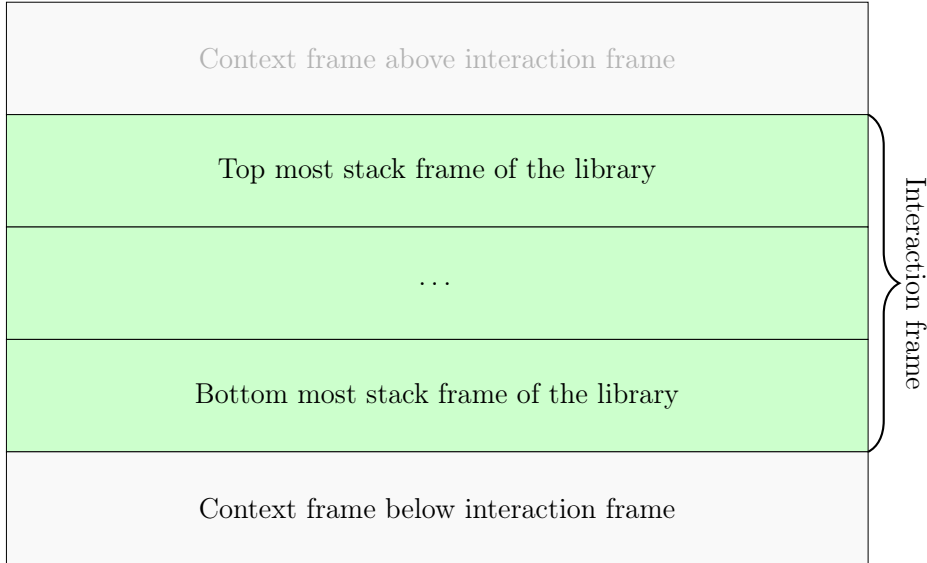 Context frame above interaction frame
Top most stack frame of the library
...
Bottom most stack frame of the library
Context frame below interaction frame
Interaction frame